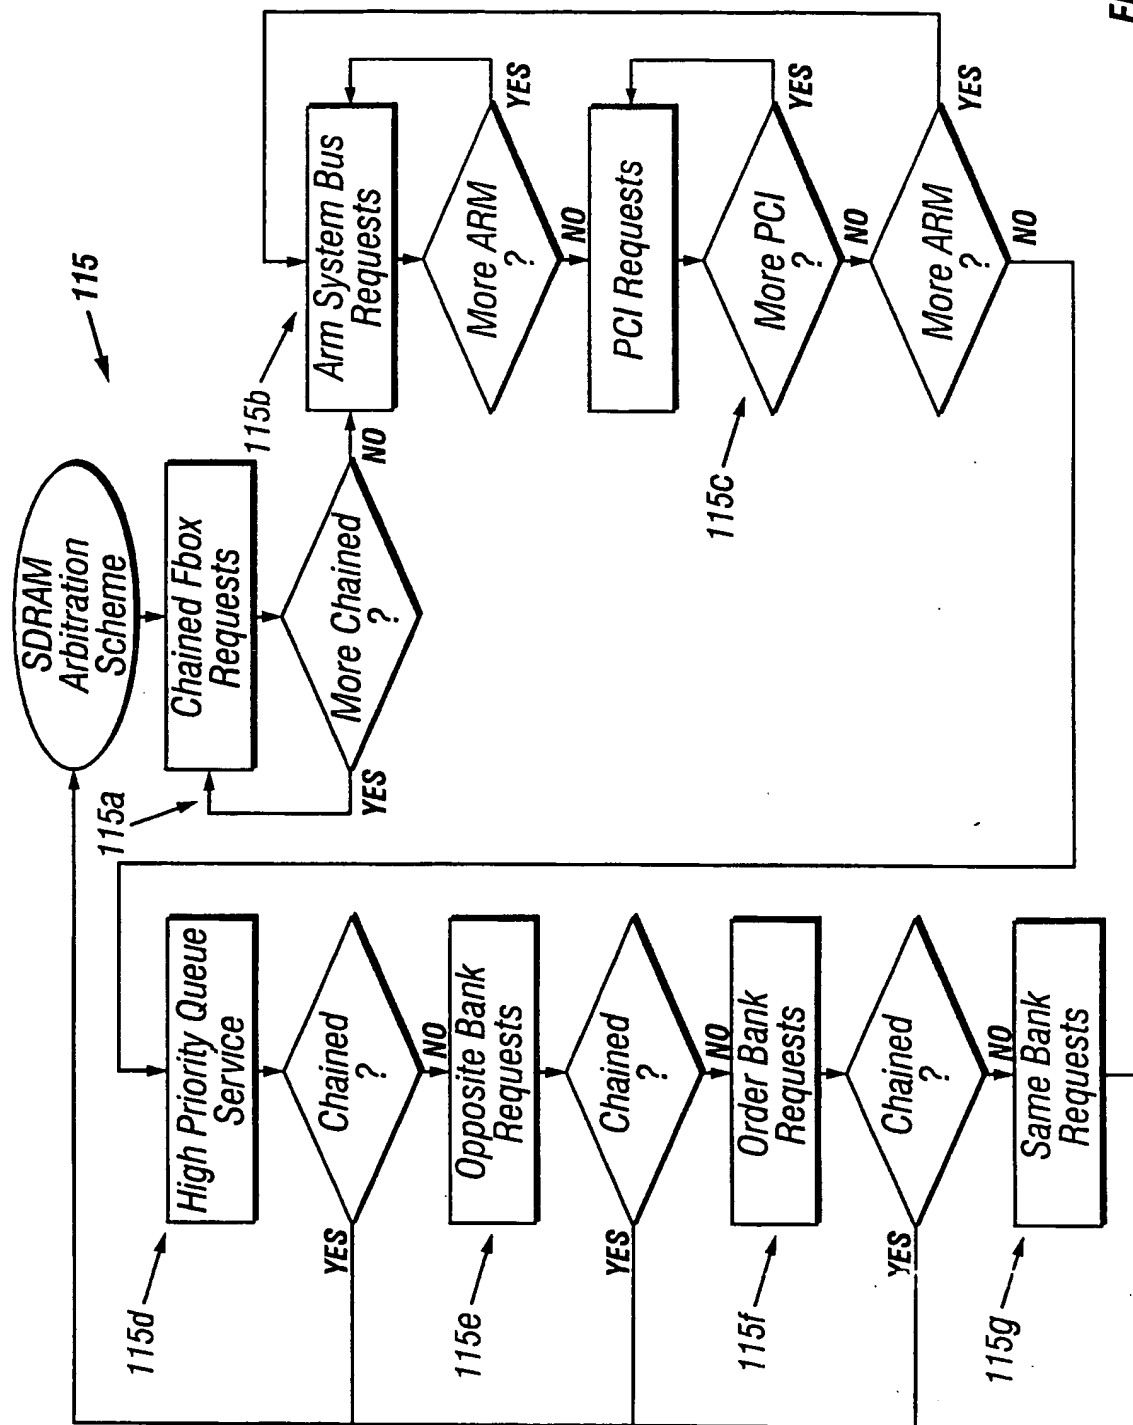 115
SDRAM
Arbitration
Scheme
115a
Chained Fbox
Requests
More Chained
?
YES
NO
115b
Arm System Bus
Requests
More ARM
?
YES
NO
PCI Requests
115c
More PCI
?
YES
NO
More ARM
?
YES
NO
115d
High Priority Queue
Service
Chained
?
YES
NO
115e
Opposite Bank
Requests
Chained
?
YES
NO
115f
Order Bank
Requests
Chained
?
YES
NO
115g
Same Bank
Requests